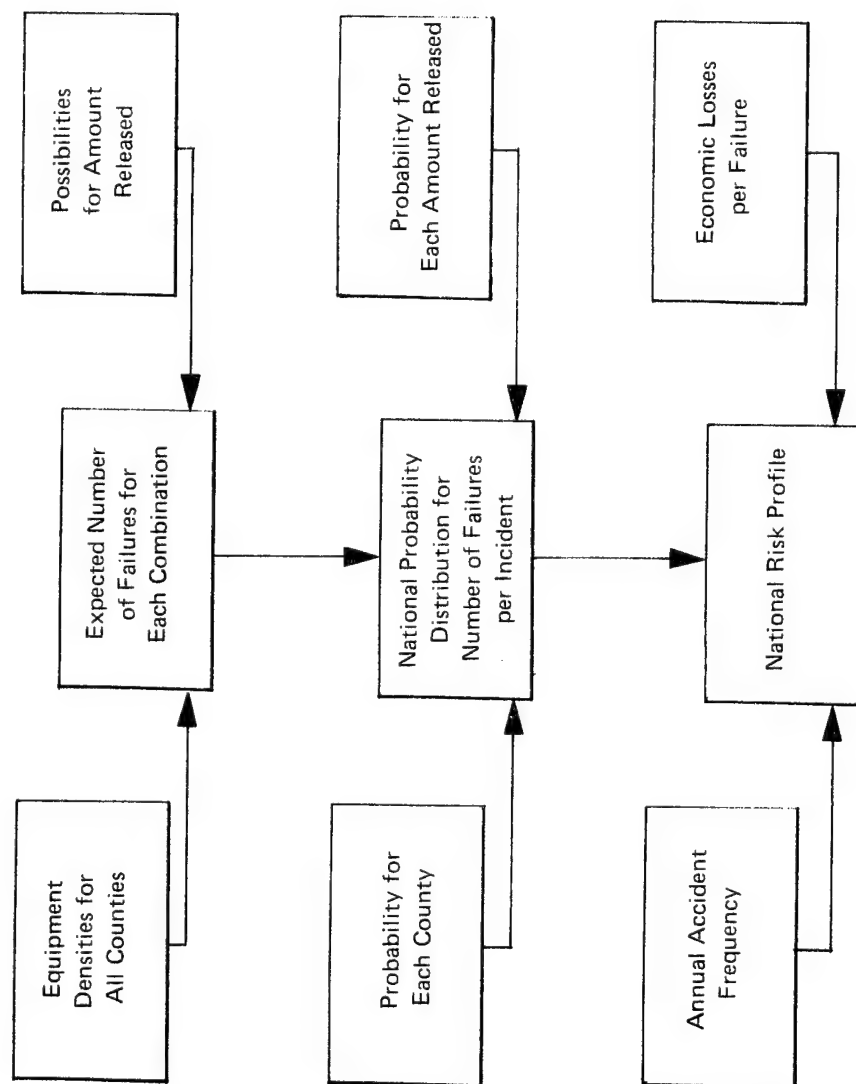 Equipment
Densities for
All Counties
Expected Number
of Failures for
Each Combination
Possibilities
for Amount
Released
Probability for
Each County
National Probability
Distribution for
Number of Failures
per Incident
Probability for
Each Amount Released
Annual Accident
Frequency
National Risk Profile
Economic Losses
per Failure